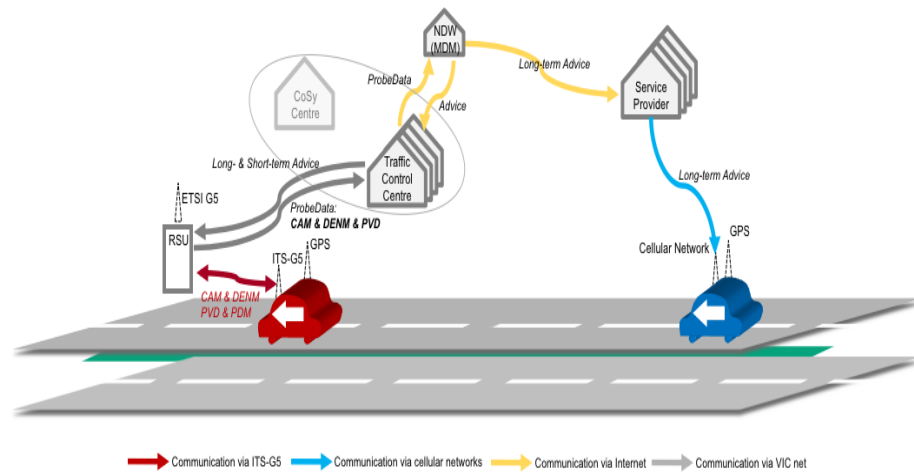 NDW
(MDM)
Long-term Advice
ProbeData
Service
Provider
CoSy
Centre
Advice
Long- & Short-term Advice
Traffic
Control
Centre
Long-term Advice
ETSI G5
ProbeData:
CAM & DENM & PVD
RSU
GPS
GPS
Cellular Network
ITS-G5
CAM & DENM
PVD & PDM
Communication via ITS-G5
Communication via cellular networks
Communication via Internet
Communication via VIC net